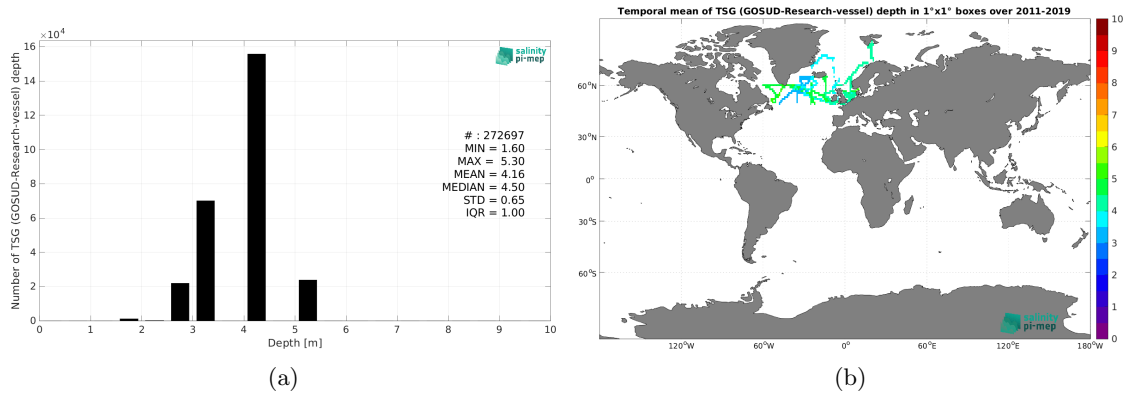 ×10⁴
16
14
12
10
8
6
4
2
0
Number of TSG (GOSUD-Research-vessel) depth
salinity
pi-mep
# : 272697
MIN = 1.60
MAX = 5.30
MEAN = 4.16
MEDIAN = 4.50
STD = 0.65
IQR = 1.00
0 1 2 3 4 5 6 7 8 9 10
Depth [m]
(a)
Temporal mean of TSG (GOSUD-Research-vessel) depth in 1°x1° boxes over 2011-2019
60°N
30°N
0°
30°S
60°S
120°W 60°W 0° 60°E 120°E 180°W
salinity
pi-mep
10
9
8
7
6
5
4
3
2
1
0
(b)